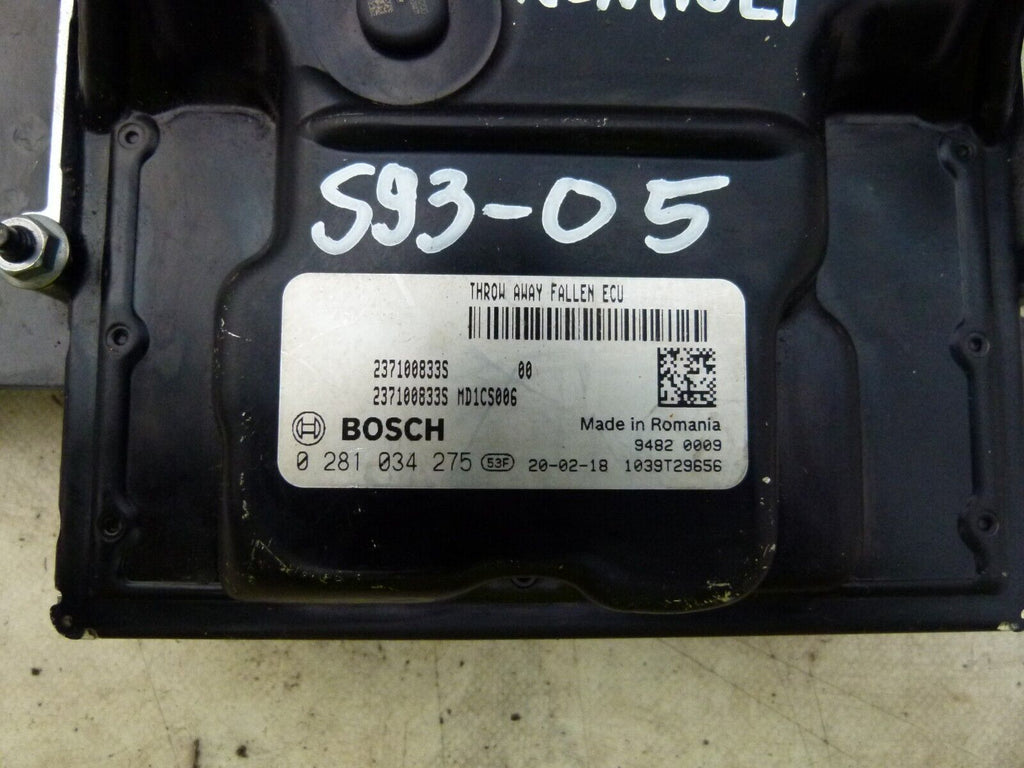 S93-05
THROW AWAY FALLEN ECU
237100833S 00
237100833S MD1CS006
BOSCH
Made in Romania
9482 0009
0 281 034 275 53F 20-02-18 1039T29656